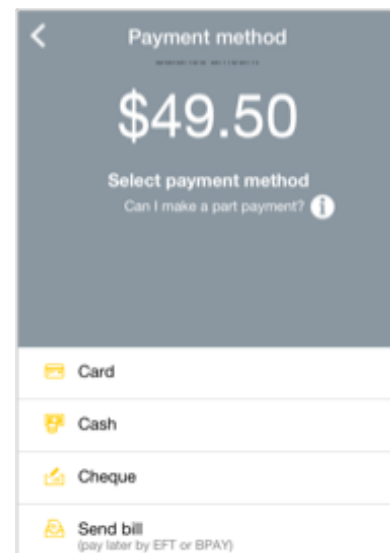 Payment method
$49.50
Select payment method
Can I make a part payment? i
Card
Cash
Cheque
Send bill
(pay later by EFT or BPAY)